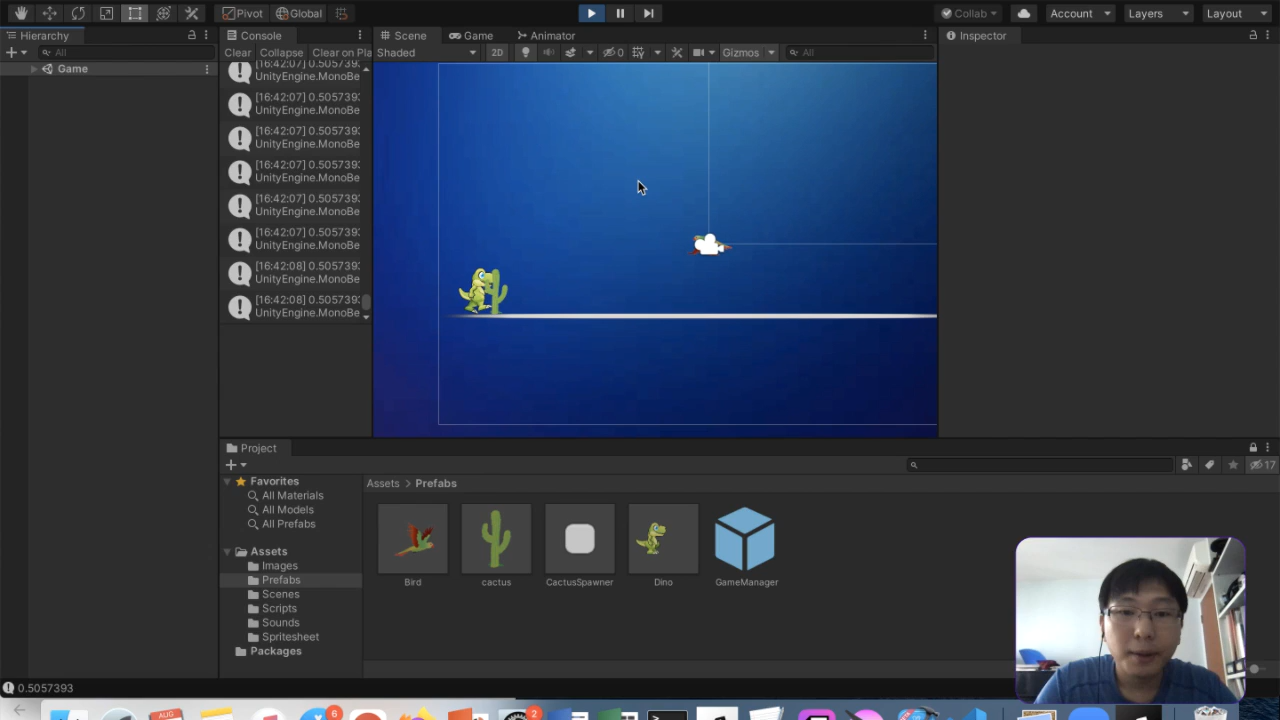 Pivot Global Collab Account Layers Layout
Hierarchy
All
Game
Console
Clear Collapse Clear on Pla
[16:42:07] 0.505739
UnityEngine.MonoBe
[16:42:07] 0.505739
UnityEngine.MonoBe
[16:42:07] 0.505739
UnityEngine.MonoBe
[16:42:07] 0.505739
UnityEngine.MonoBe
[16:42:07] 0.505739
UnityEngine.MonoBe
[16:42:07] 0.505739
UnityEngine.MonoBe
[16:42:08] 0.505739
UnityEngine.MonoBe
[16:42:08] 0.505739
UnityEngine.MonoBe
Scene Game Animator
Shaded 2D 0 Gizmos All
Inspector
Project
17
Favorites
All Materials
All Models
All Prefabs
Assets
Images
Prefabs
Scenes
Scripts
Sounds
Spritesheet
Packages
Assets > Prefabs
Bird cactus CactusSpawner Dino GameManager
0.5057393
AUG 6 2